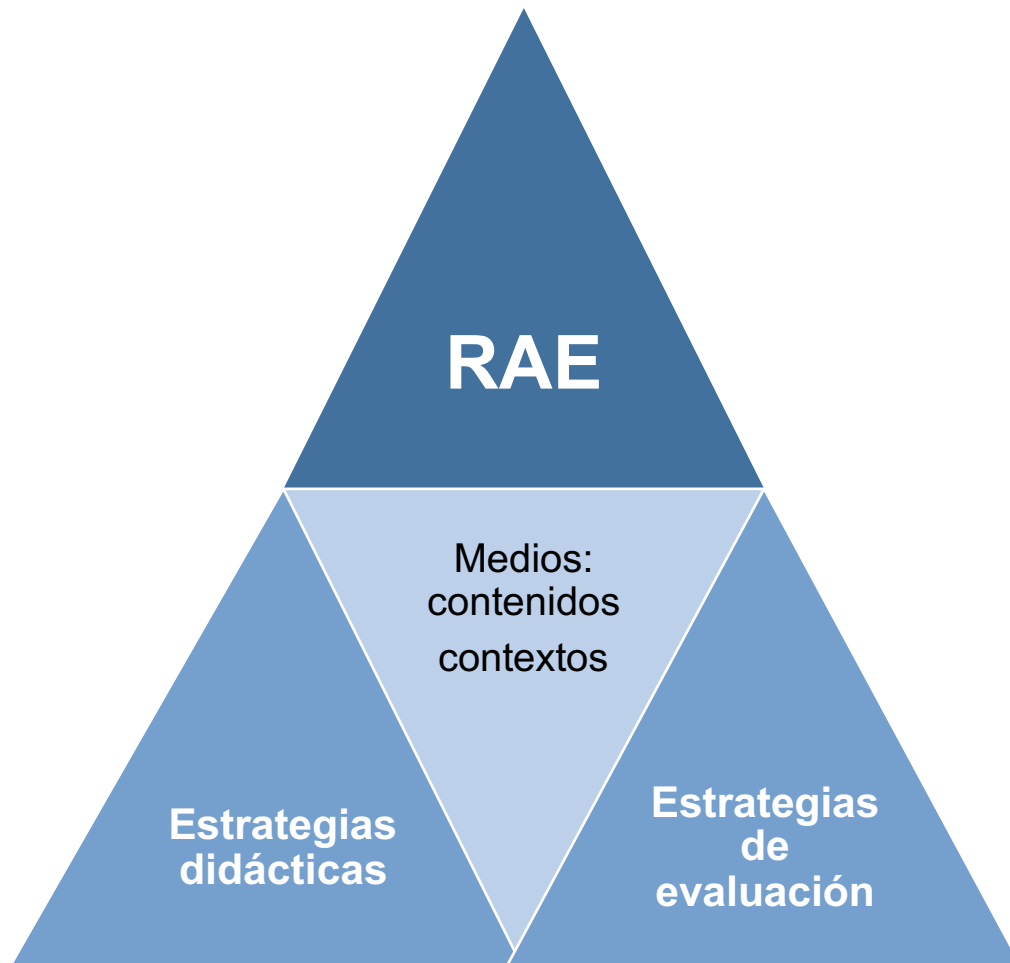 RAE
Medios:
contenidos
contextos
Estrategias
didácticas
Estrategias
de
evaluación